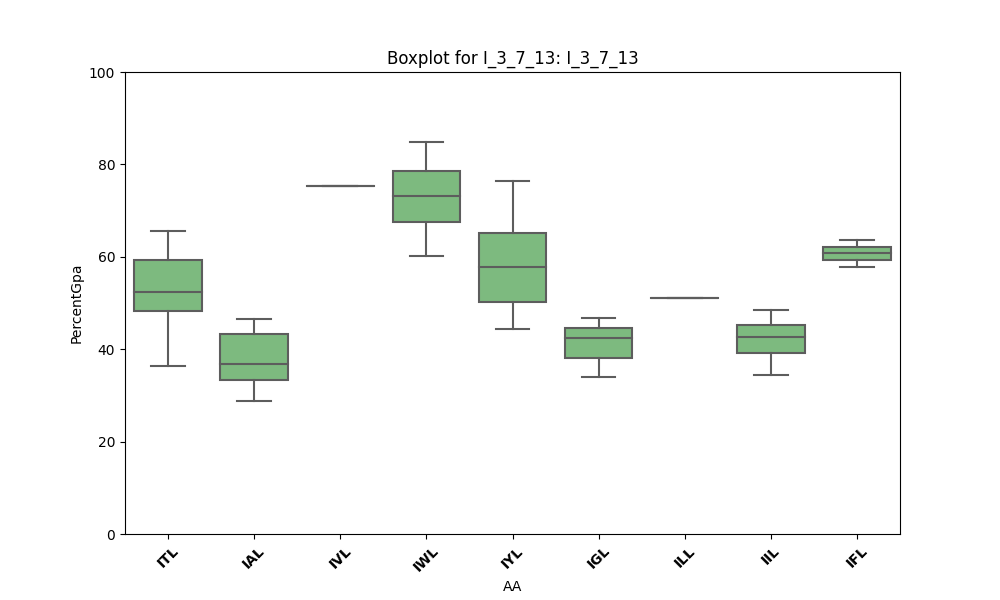 Boxplot for I_3_7_13: I_3_7_13
PercentGpa
100
80
60
40
20
0
ITL
IAL
IVL
IWL
IYL
IGL
ILL
IIL
IFL
AA